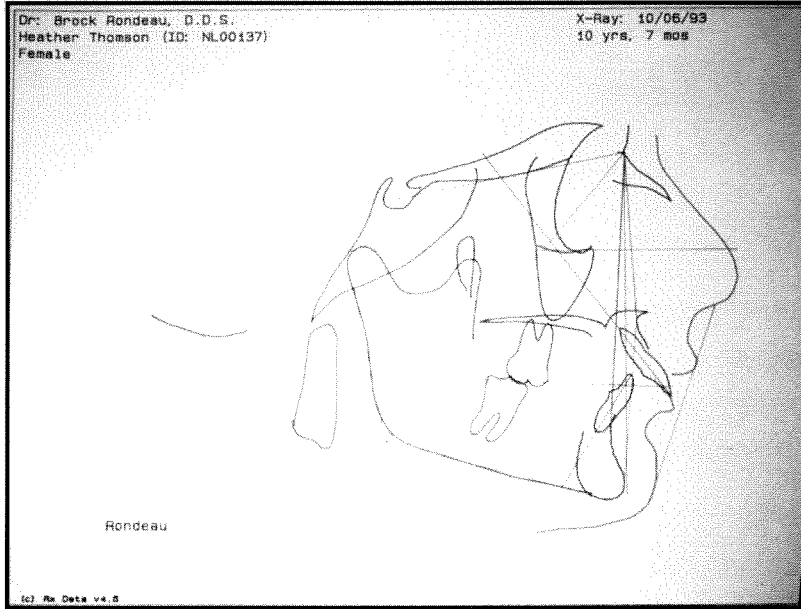 Dr: Brock Rondeau, D.D.S.
Heather Thomson (ID: NL00137)
Female
X-Ray: 10/06/93
10 yrs, 7 mos
Rondeau
(c) Rx Data v4.5